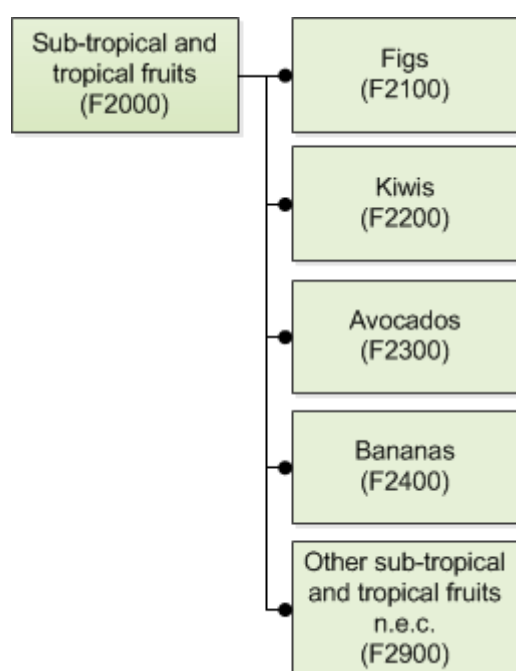 Sub-tropical and
tropical fruits
(F2000)
Figs
(F2100)
Kiwis
(F2200)
Avocados
(F2300)
Bananas
(F2400)
Other sub-tropical
and tropical fruits
n.e.c.
(F2900)